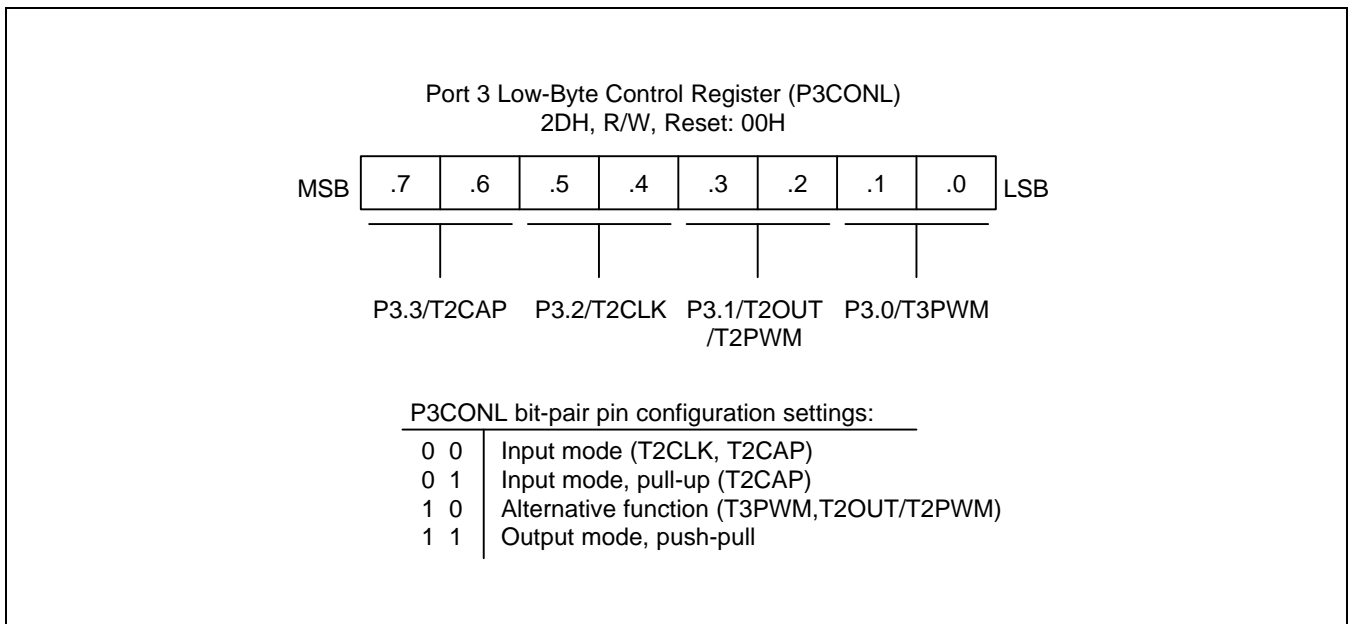 Port 3 Low-Byte Control Register (P3CONL)
2DH, R/W, Reset: 00H
MSB .7 .6 .5 .4 .3 .2 .1 .0 LSB
P3.3/T2CAP P3.2/T2CLK P3.1/T2OUT P3.0/T3PWM
/T2PWM
P3CONL bit-pair pin configuration settings:
0 0 Input mode (T2CLK, T2CAP)
0 1 Input mode, pull-up (T2CAP)
1 0 Alternative function (T3PWM,T2OUT/T2PWM)
1 1 Output mode, push-pull